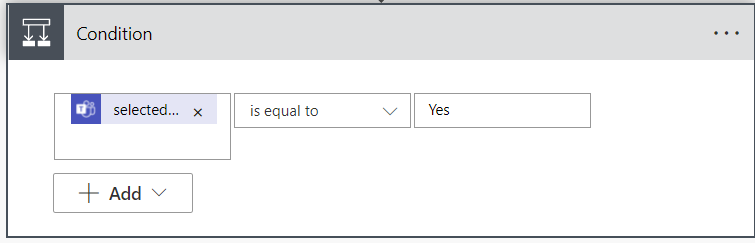 Condition
selected...
is equal to
Yes
Add